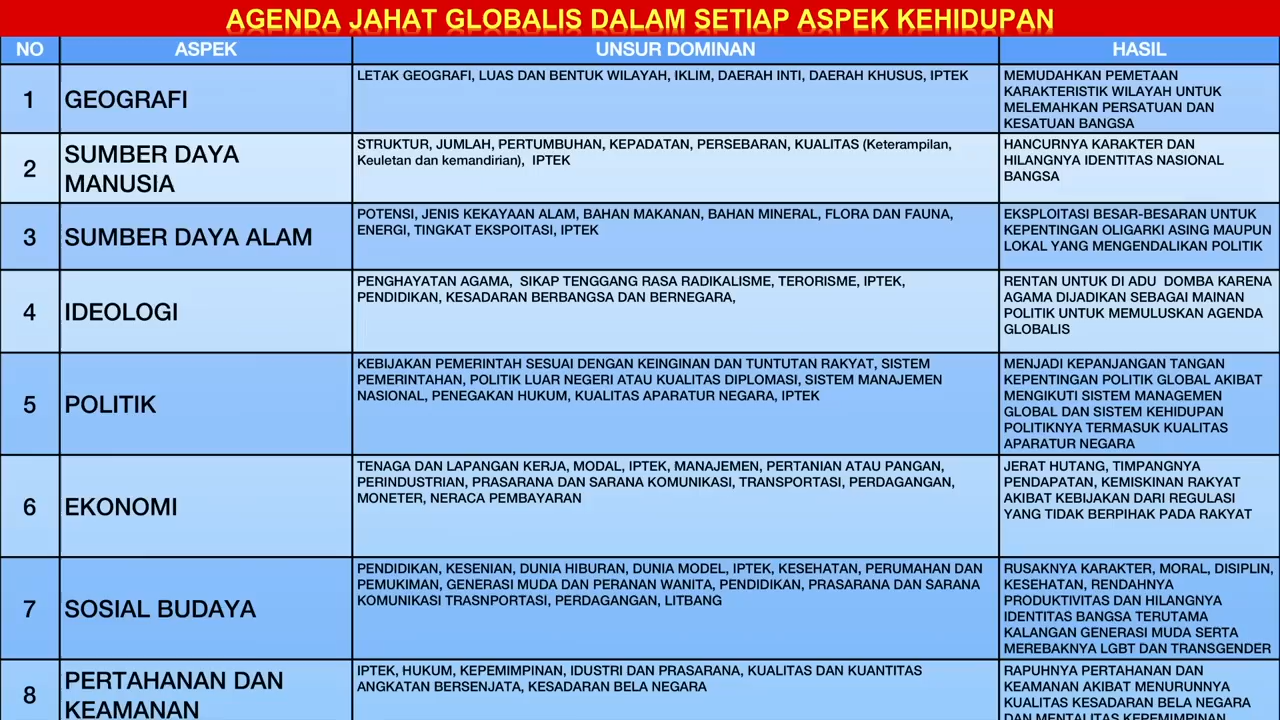 AGENDA JAHAT GLOBALIS DALAM SETIAP ASPEK KEHIDUPAN
NO ASPEK UNSUR DOMINAN HASIL
1
GEOGRAFI
LETAK GEOGRAFI, LUAS DAN BENTUK WILAYAH, IKLIM, DAERAH INTI, DAERAH KHUSUS, IPTEK
MEMUDAHKAN PEMETAAN
KARAKTERISTIK WILAYAH UNTUK
MELEMAHKAN PERSATUAN DAN
KESATUAN BANGSA
2
SUMBER DAYA
MANUSIA
STRUKTUR, JUMLAH, PERTUMBUHAN, KEPADATAN, PERSEBARAN, KUALITAS (Keterampilan,
Keuletan dan kemandirian), IPTEK
HANCURNYA KARAKTER DAN
HILANGNYA IDENTITAS NASIONAL
BANGSA
3
SUMBER DAYA ALAM
POTENSI, JENIS KEKAYAAN ALAM, BAHAN MAKANAN, BAHAN MINERAL, FLORA DAN FAUNA,
ENERGI, TINGKAT EKSPOITASI, IPTEK
EKSPLOITASI BESAR-BESARAN UNTUK
KEPENTINGAN OLIGARKI ASING MAUPUN
LOKAL YANG MENGENDALIKAN POLITIK
4
IDEOLOGI
PENGHAYATAN AGAMA, SIKAP TENGGANG RASA RADIKALISME, TERORISME, IPTEK,
PENDIDIKAN, KESADARAN BERBANGSA DAN BERNEGARA,
RENTAN UNTUK DI ADU DOMBA KARENA
AGAMA DIJADIKAN SEBAGAI MAINAN
POLITIK UNTUK MEMULUSKAN AGENDA
GLOBALIS
5
POLITIK
KEBIJAKAN PEMERINTAH SESUAI DENGAN KEINGINAN DAN TUNTUTAN RAKYAT, SISTEM
PEMERINTAHAN, POLITIK LUAR NEGERI ATAU KUALITAS DIPLOMASI, SISTEM MANAJEMEN
NASIONAL, PENEGAKAN HUKUM, KUALITAS APARATUR NEGARA, IPTEK
MENJADI KEPANJANGAN TANGAN
KEPENTINGAN POLITIK GLOBAL AKIBAT
MENGIKUTI SISTEM MANAGEMEN
GLOBAL DAN SISTEM KEHIDUPAN
POLITIKNYA TERMASUK KUALITAS
APARATUR NEGARA
6
EKONOMI
TENAGA DAN LAPANGAN KERJA, MODAL, IPTEK, MANAJEMEN, PERTANIAN ATAU PANGAN,
PERINDUSTRIAN, PRASARANA DAN SARANA KOMUNIKASI, TRANSPORTASI, PERDAGANGAN,
MONETER, NERACA PEMBAYARAN
JERAT HUTANG, TIMPANGNYA
PENDAPATAN, KEMISKINAN RAKYAT
AKIBAT KEBIJAKAN DARI REGULASI
YANG TIDAK BERPIHAK PADA RAKYAT
7
SOSIAL BUDAYA
PENDIDIKAN, KESENIAN, DUNIA HIBURAN, DUNIA MODEL, IPTEK, KESEHATAN, PERUMAHAN DAN
PEMUKIMAN, GENERASI MUDA DAN PERANAN WANITA, PENDIDIKAN, PRASARANA DAN SARANA
KOMUNIKASI TRASNPORTASI, PERDAGANGAN, LITBANG
RUSAKNYA KARAKTER, MORAL, DISIPLIN,
KESEHATAN, RENDAHNYA
PRODUKTIVITAS DAN HILANGNYA
IDENTITAS BANGSA TERUTAMA
KALANGAN GENERASI MUDA SERTA
MEREBAKNYA LGBT DAN TRANSGENDER
8
PERTAHANAN DAN
KEAMANAN
IPTEK, HUKUM, KEPEMIMPINAN, IDUSTRI DAN PRASARANA, KUALITAS DAN KUANTITAS
ANGKATAN BERSENJATA, KESADARAN BELA NEGARA
RAPUHNYA PERTAHANAN DAN
KEAMANAN AKIBAT MENURUNNYA
KUALITAS KESADARAN BELA NEGARA
DAN MENTALITAS KEPEMIMPINAN